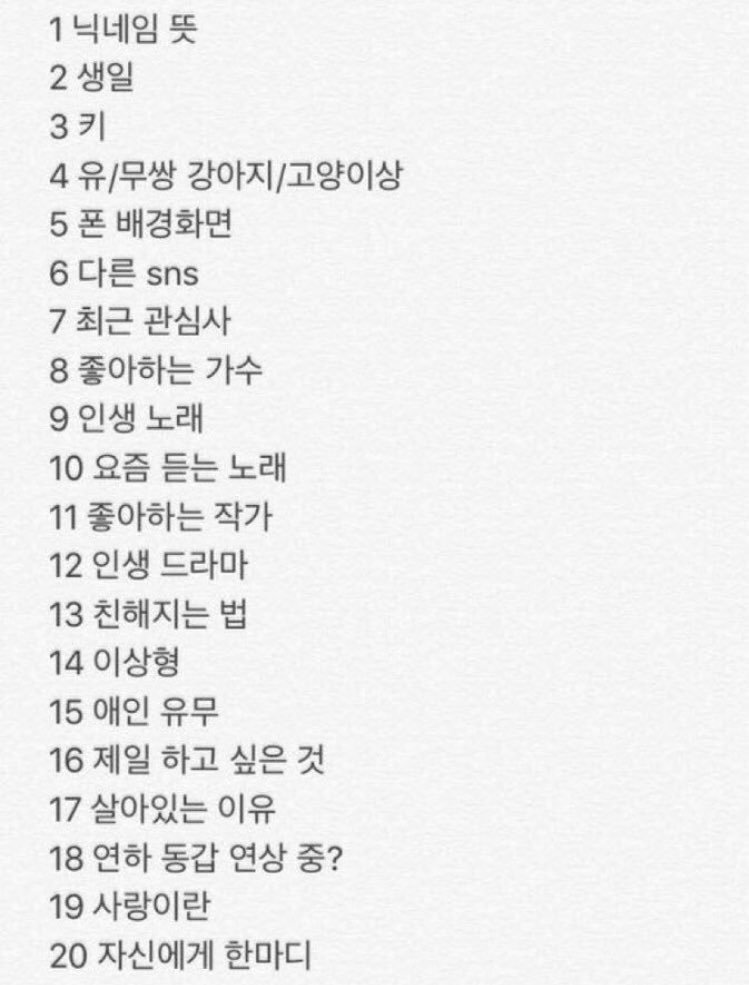 1 닉네임 뜻
2 생일
3 키
4 유/무쌍 강아지/고양이상
5 폰 배경화면
6 다른 sns
7 최근 관심사
8 좋아하는 가수
9 인생 노래
10 요즘 듣는 노래
11 좋아하는 작가
12 인생 드라마
13 친해지는 법
14 이상형
15 애인 유무
16 제일 하고 싶은 것
17 살아있는 이유
18 연하 동갑 연상 중?
19 사랑이란
20 자신에게 한마디